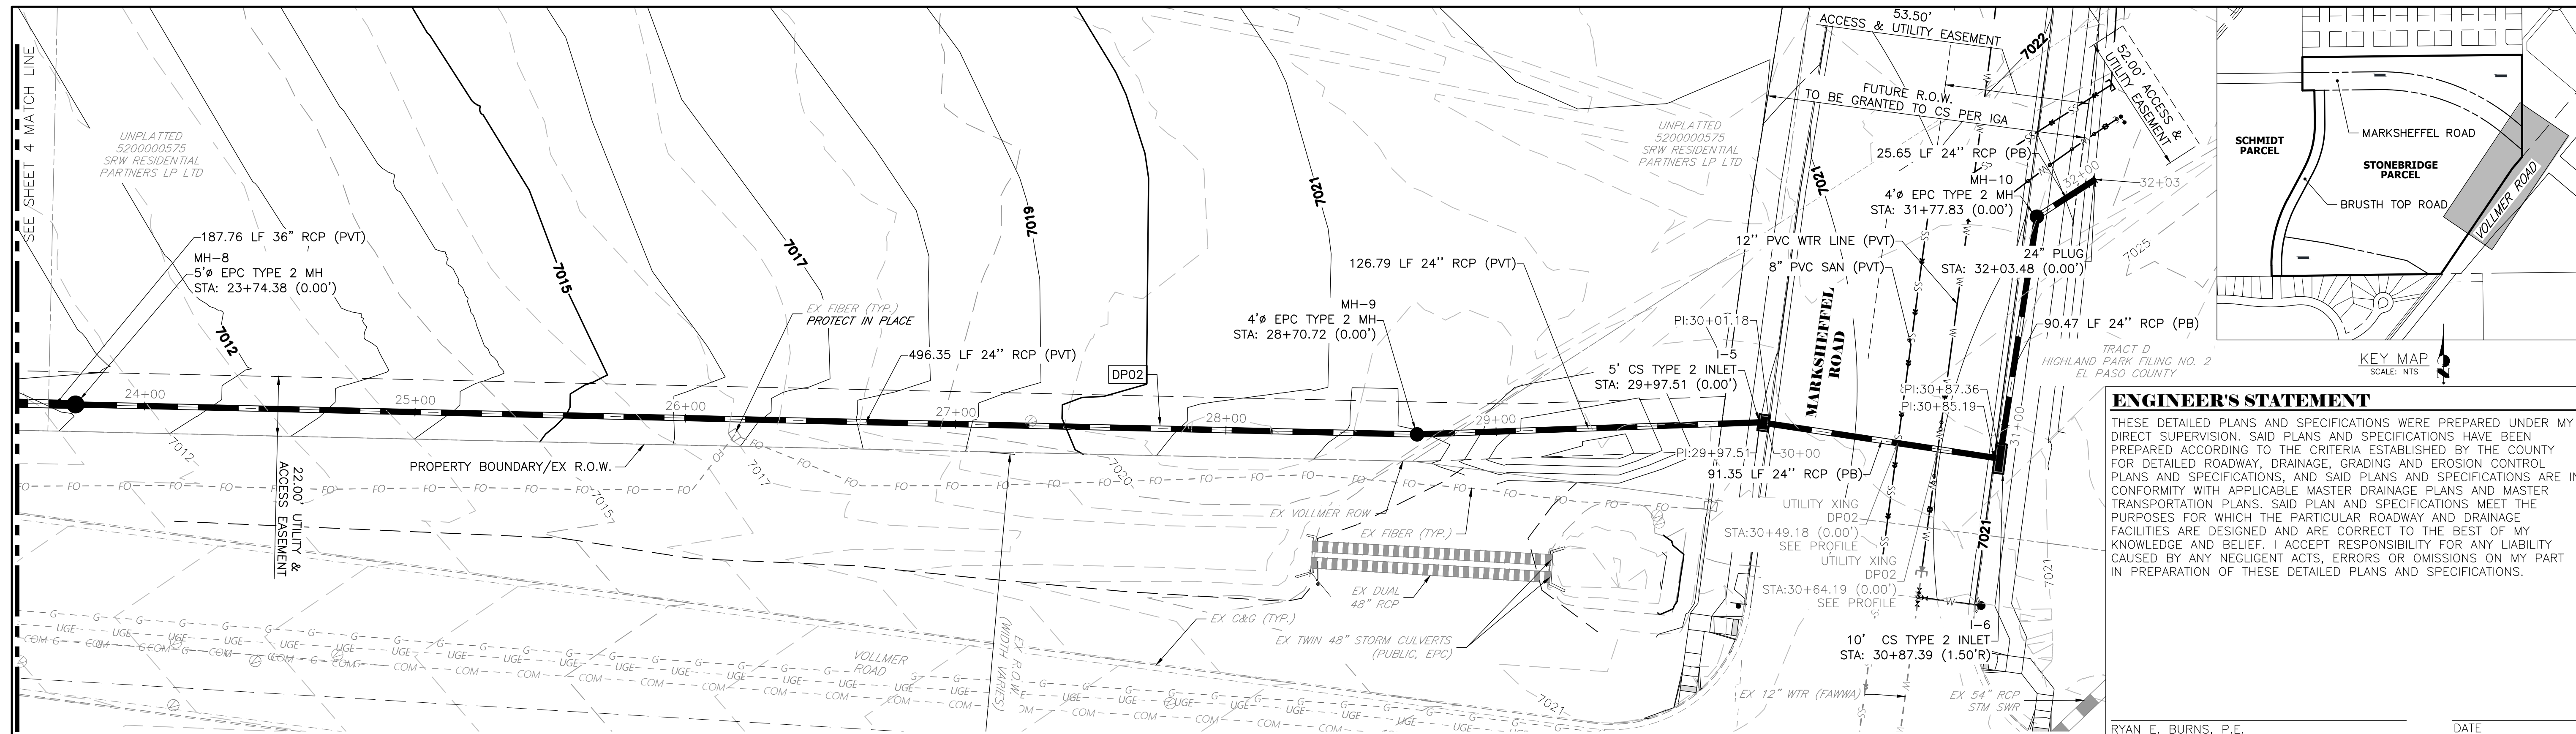 SEE SHEET 4 MATCH LINE
UNPLATTED
5200000575
SRW RESIDENTIAL
PARTNERS LP LTD
187.76 LF 36" RCP (PVT)
MH-8
5'ø EPC TYPE 2 MH
STA: 23+74.38 (0.00')
7012
7015
7017
7019
7021
EX FIBER (TYP.)
PROTECT IN PLACE
496.35 LF 24'' RCP (PVT)
DP02
MH-9
4'ø EPC TYPE 2 MH
STA: 28+70.72 (0.00')
126.79 LF 24'' RCP (PVT)
24+00
25+00
26+00
27+00
28+00
29+00
30+00
31+00
32+00
32+03
7012
7015
7017
7020
7021
22.00' UTILITY &
ACCESS EASEMENT
PROPERTY BOUNDARY/EX R.O.W.
FO
EX VOLLMER ROW
EX FIBER (TYP.)
EX DUAL
48" RCP
EX C&G (TYP.)
EX TWIN 48" STORM CULVERTS
(PUBLIC, EPC)
VOLLMER
ROAD
EX R.O.W.
(WIDTH VARIES)
G
UGE
COM
53.50'
ACCESS & UTILITY EASEMENT
FUTURE R.O.W.
TO BE GRANTED TO CS PER IGA
7022
52.00' ACCESS &
UTILITY EASEMENT
UNPLATTED
5200000575
SRW RESIDENTIAL
PARTNERS LP LTD
25.65 LF 24'' RCP (PB)
MH-10
4'ø EPC TYPE 2 MH
STA: 31+77.83 (0.00')
12'' PVC WTR LINE (PVT)
8" PVC SAN (PVT)
24" PLUG
STA: 32+03.48 (0.00')
7025
7021
MARKSHEFFEL
ROAD
PI:30+01.18
I-5
5' CS TYPE 2 INLET
STA: 29+97.51 (0.00')
PI:29+97.51
91.35 LF 24'' RCP (PB)
PI:30+87.36
PI:30+85.19
90.47 LF 24'' RCP (PB)
TRACT D
HIGHLAND PARK FILING NO. 2
EL PASO COUNTY
UTILITY XING
DP02
STA:30+49.18 (0.00')
SEE PROFILE
UTILITY XING
DP02
STA:30+64.19 (0.00')
SEE PROFILE
7021
7021
I-6
10' CS TYPE 2 INLET
STA: 30+87.39 (1.50'R)
EX 12" WTR (FAWWA)
EX 54" RCP
STM SWR
SS
W
SCHMIDT
PARCEL
MARKSHEFFEL ROAD
STONEBRIDGE
PARCEL
BRUSTH TOP ROAD
VOLLMER ROAD
KEY MAP
SCALE: NTS
ENGINEER'S STATEMENT
THESE DETAILED PLANS AND SPECIFICATIONS WERE PREPARED UNDER MY
DIRECT SUPERVISION. SAID PLANS AND SPECIFICATIONS HAVE BEEN
PREPARED ACCORDING TO THE CRITERIA ESTABLISHED BY THE COUNTY
FOR DETAILED ROADWAY, DRAINAGE, GRADING AND EROSION CONTROL
PLANS AND SPECIFICATIONS, AND SAID PLANS AND SPECIFICATIONS ARE IN
CONFORMITY WITH APPLICABLE MASTER DRAINAGE PLANS AND MASTER
TRANSPORTATION PLANS. SAID PLAN AND SPECIFICATIONS MEET THE
PURPOSES FOR WHICH THE PARTICULAR ROADWAY AND DRAINAGE
FACILITIES ARE DESIGNED AND ARE CORRECT TO THE BEST OF MY
KNOWLEDGE AND BELIEF. I ACCEPT RESPONSIBILITY FOR ANY LIABILITY
CAUSED BY ANY NEGLIGENT ACTS, ERRORS OR OMISSIONS ON MY PART
IN PREPARATION OF THESE DETAILED PLANS AND SPECIFICATIONS.
RYAN E. BURNS, P.E.
DATE